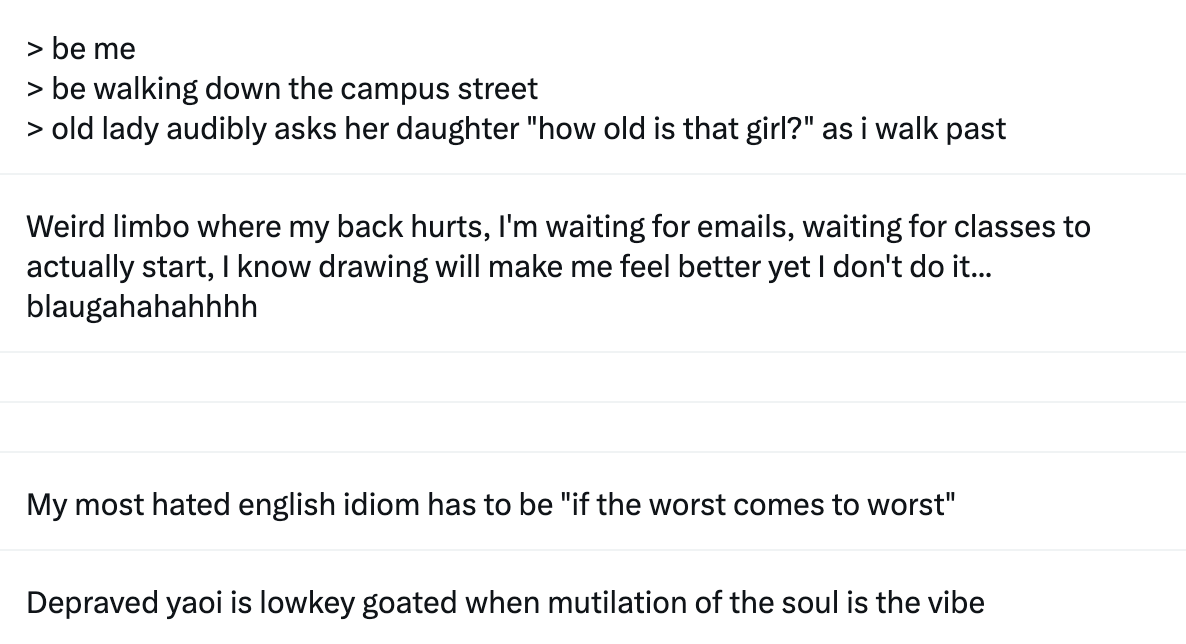 > be me
> be walking down the campus street
> old lady audibly asks her daughter "how old is that girl?" as i walk past
Weird limbo where my back hurts, I'm waiting for emails, waiting for classes to
actually start, I know drawing will make me feel better yet I don't do it...
blaugahahahhhh
My most hated english idiom has to be "if the worst comes to worst"
Depraved yaoi is lowkey goated when mutilation of the soul is the vibe